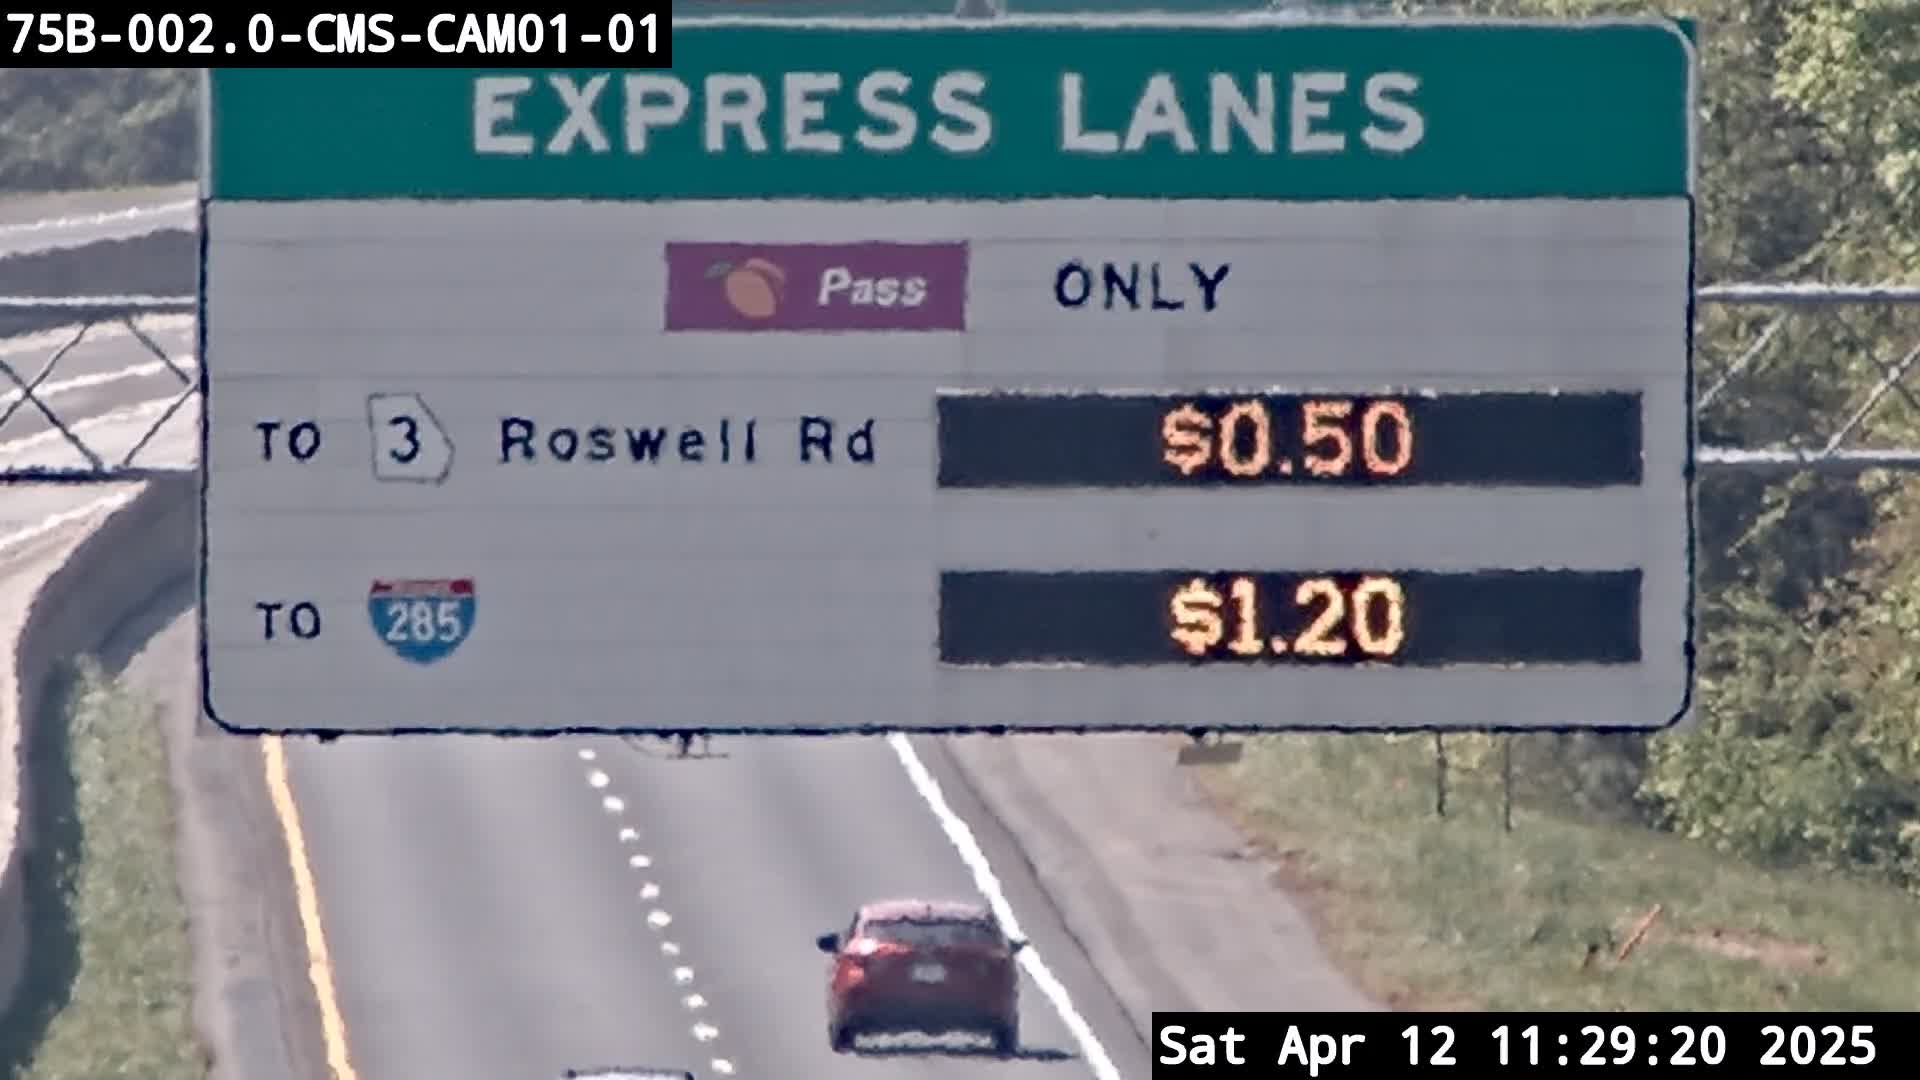 75B-002.0-CMS-CAM01-01
EXPRESS LANES
Pass ONLY
TO 3 Roswell Rd $0.50
TO 285 $1.20
Sat Apr 12 11:29:20 2025